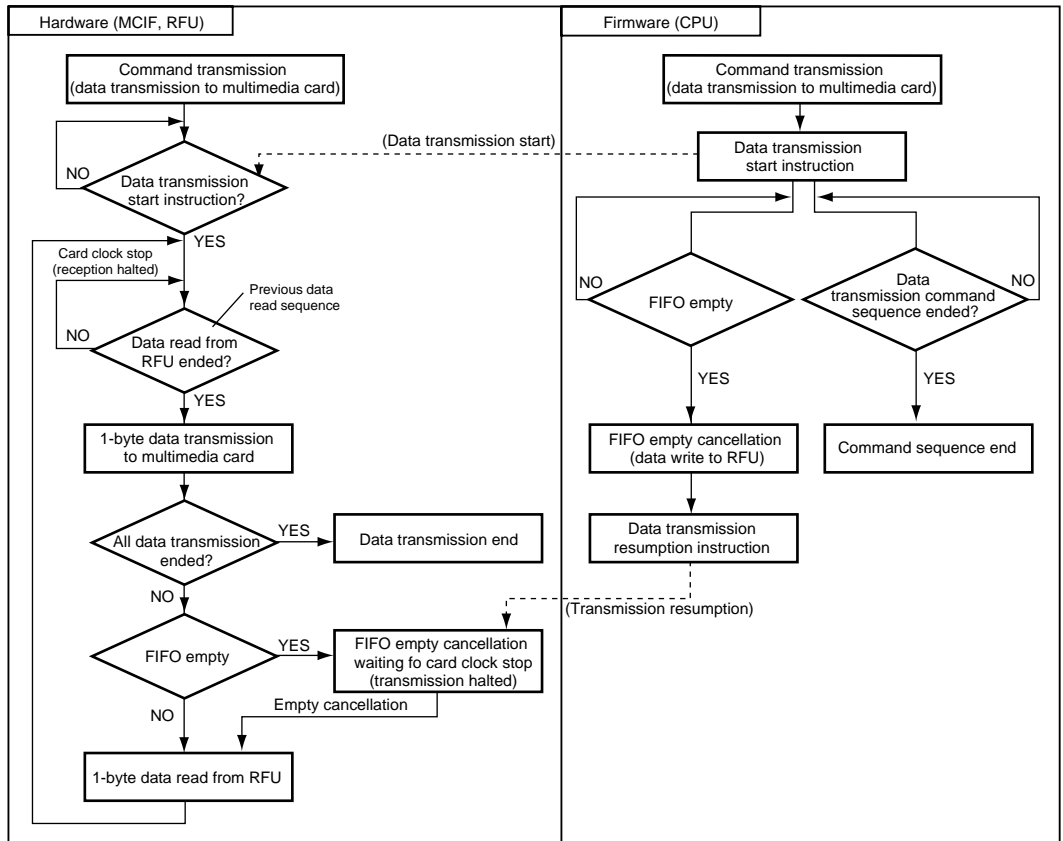 Hardware (MCIF, RFU)
Command transmission
(data transmission to multimedia card)
NO
Data transmission
start instruction?
YES
Card clock stop
(reception halted)
Previous data
read sequence
NO
Data read from
RFU ended?
YES
1-byte data transmission
to multimedia card
All data transmission
ended?
YES
Data transmission end
NO
FIFO empty
YES
FIFO empty cancellation
waiting fo card clock stop
(transmission halted)
NO
Empty cancellation
1-byte data read from RFU
(Data transmission start)
(Transmission resumption)
Firmware (CPU)
Command transmission
(data transmission to multimedia card)
Data transmission
start instruction
NO
FIFO empty
YES
FIFO empty cancellation
(data write to RFU)
Data transmission
resumption instruction
Data
transmission command
sequence ended?
NO
YES
Command sequence end